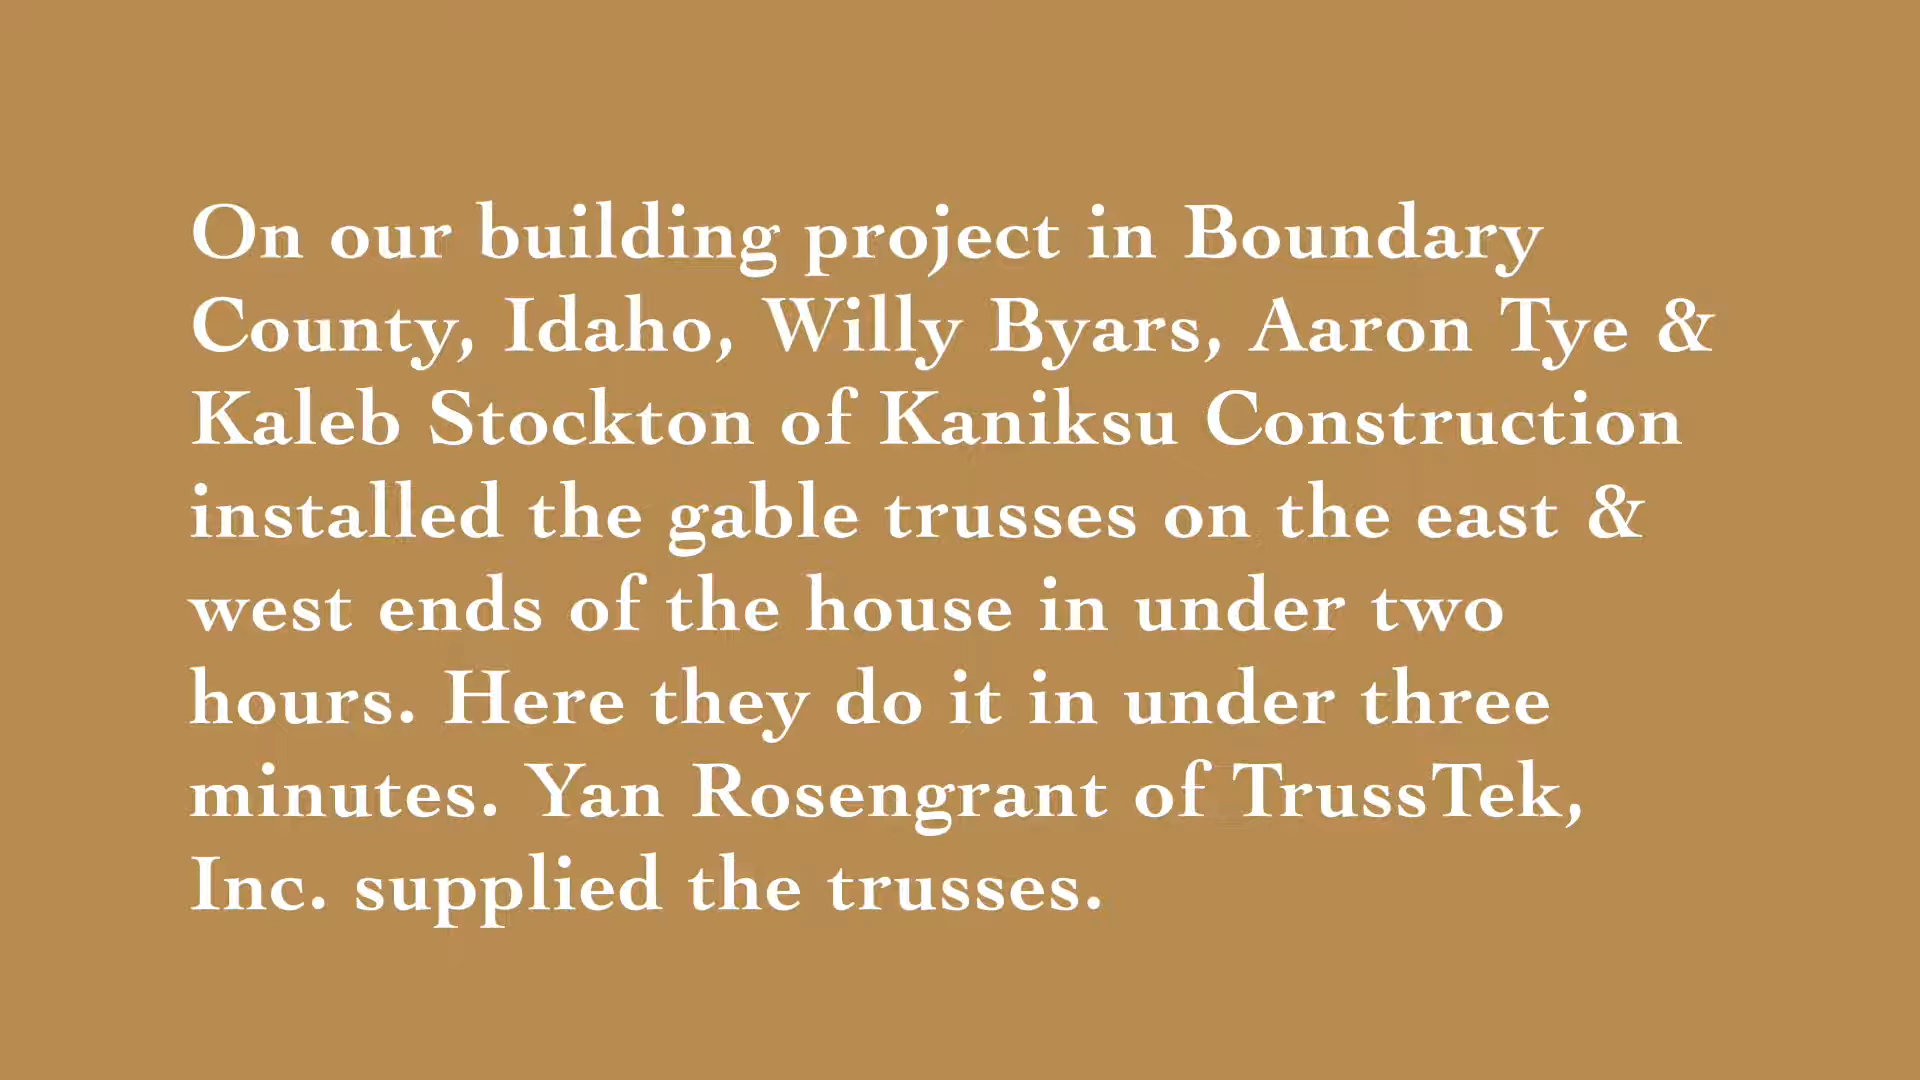 On our building project in Boundary
County, Idaho, Willy Byars, Aaron Tye &
Kaleb Stockton of Kaniksu Construction
installed the gable trusses on the east &
west ends of the house in under two
hours. Here they do it in under three
minutes. Yan Rosengrant of TrussTek,
Inc. supplied the trusses.